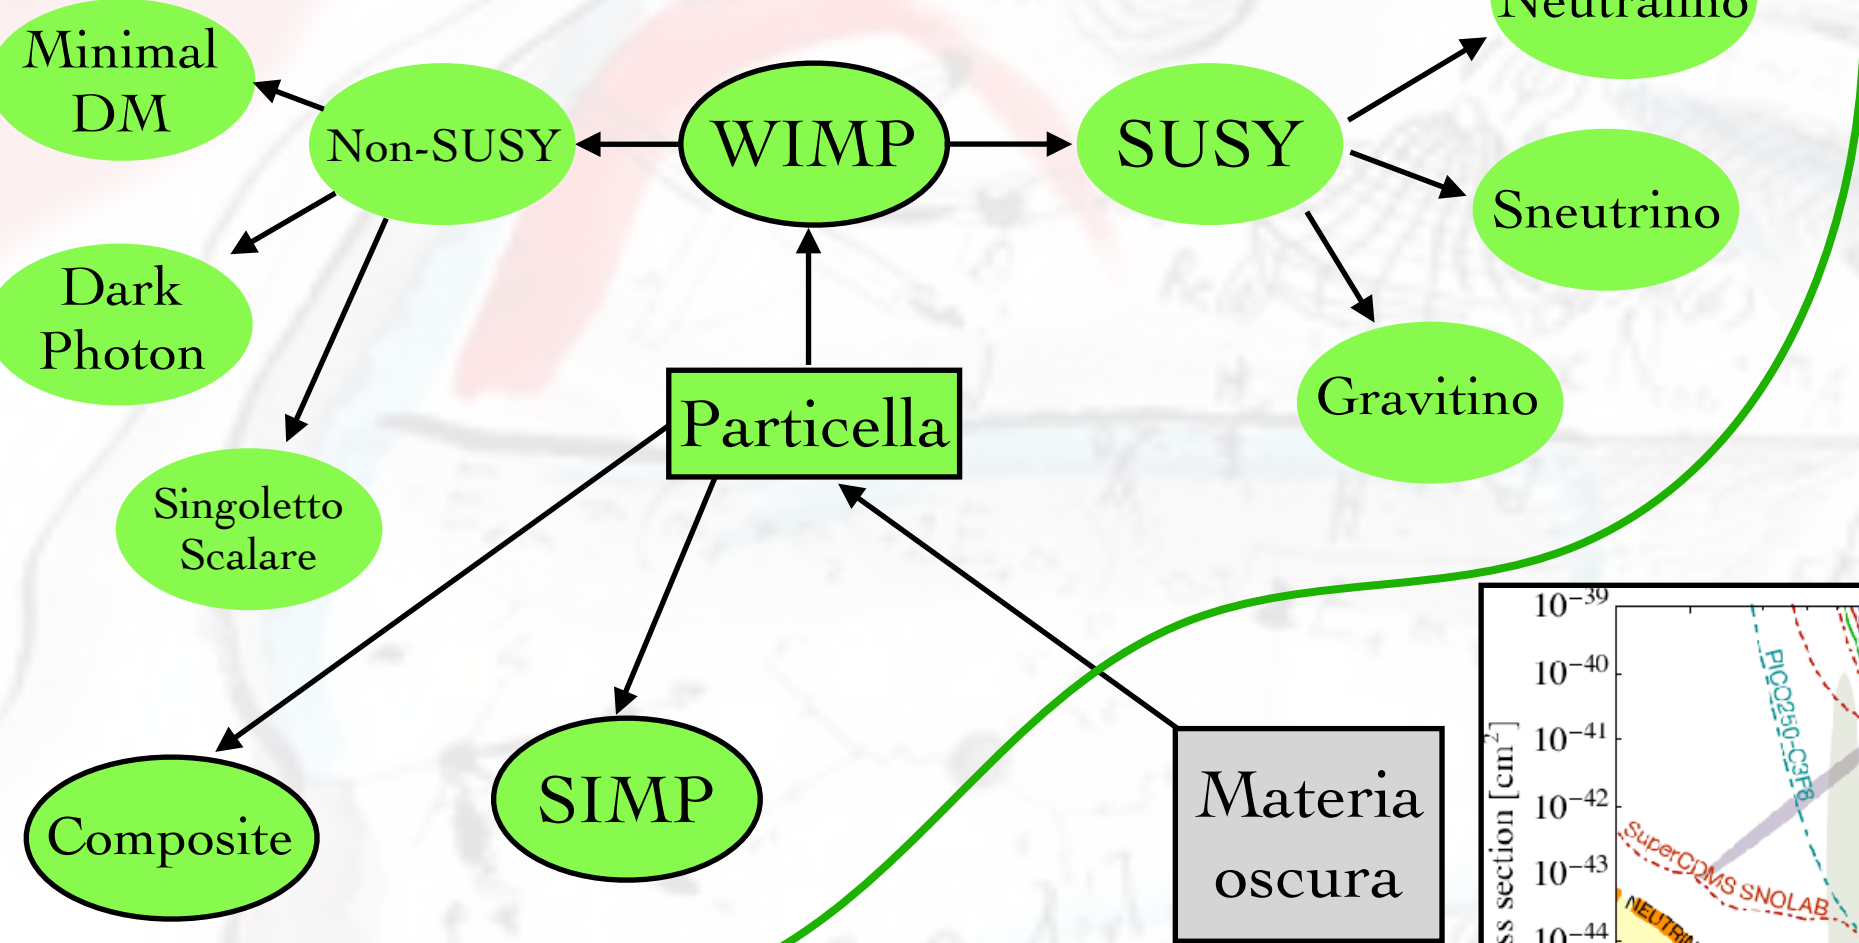 Neutralino
Minimal
DM
Non-SUSY
WIMP
SUSY
Sneutrino
Dark
Photon
Gravitino
Particella
Singoletto
Scalare
Composite
SIMP
Materia
oscura
10⁻³⁹
10⁻⁴⁰
10⁻⁴¹
10⁻⁴²
10⁻⁴³
10⁻⁴⁴
section [cm²]
PICO250-C3F8
SuperCDMS SNOLAB